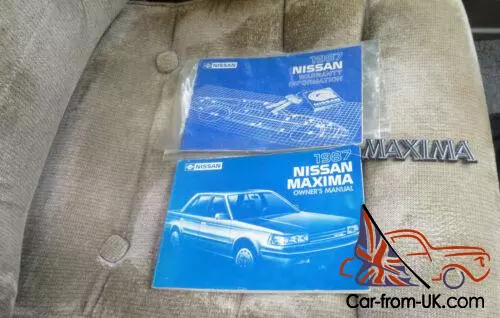 NISSAN
1987
NISSAN
WARRANTY
INFORMATION
MAXIMA
NISSAN
1987
NISSAN
MAXIMA
OWNER'S MANUAL
Car-from-UK.com